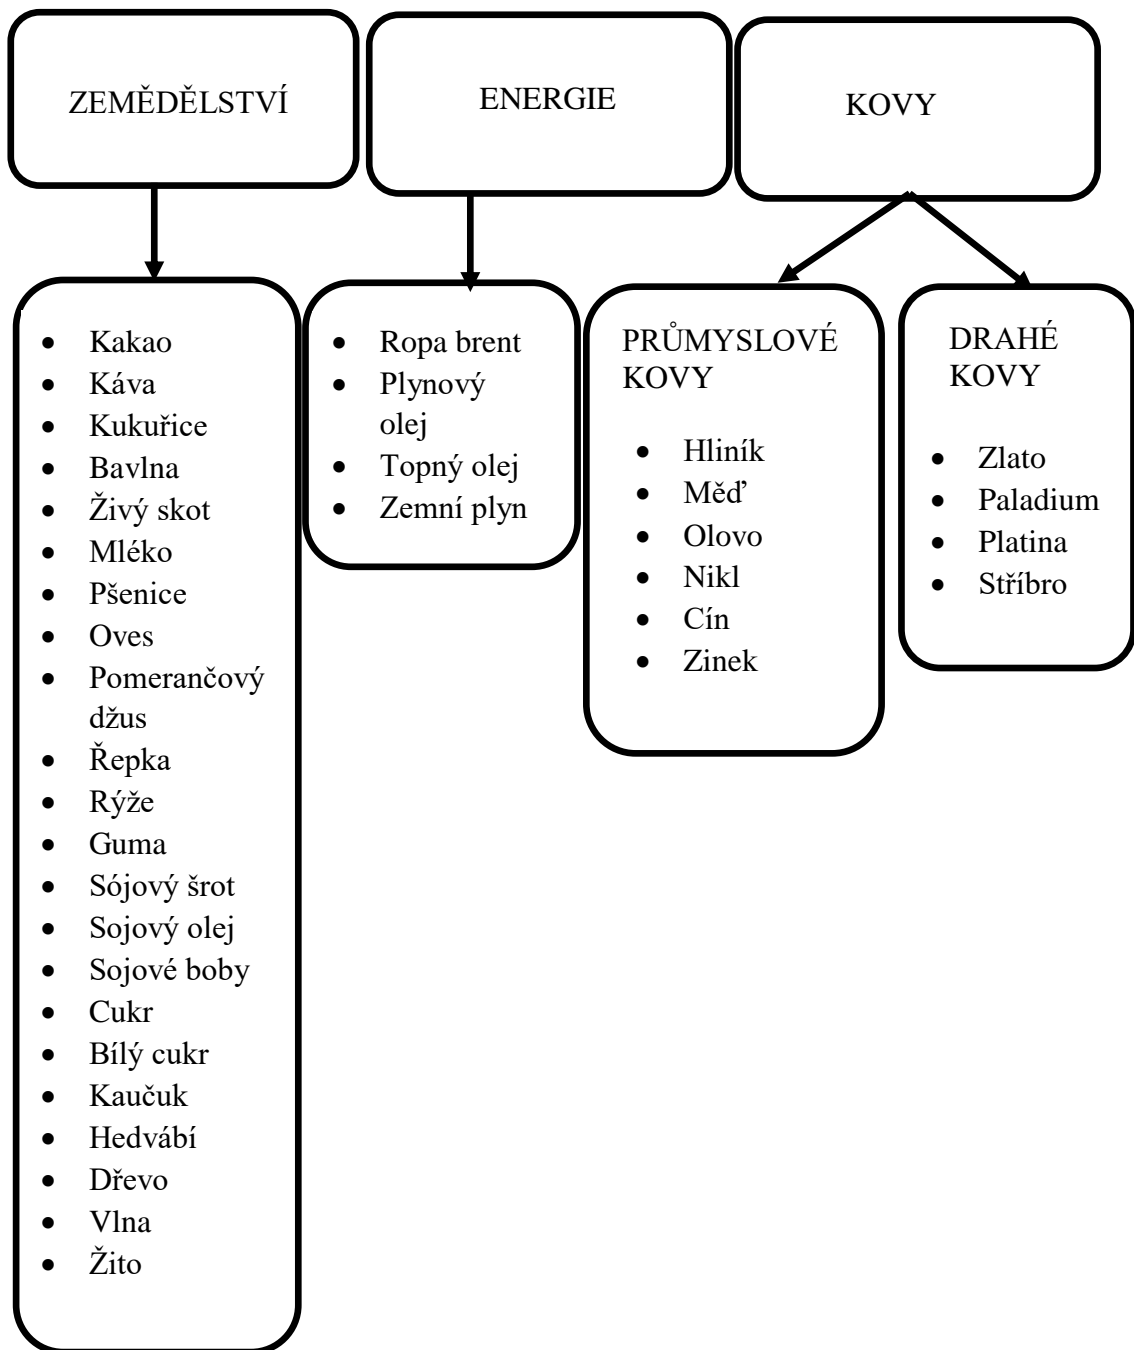 ZEMĚDĚLSTVÍ
ENERGIE
KOVY
Kakao
Káva
Kukuřice
Bavlna
Živý skot
Mléko
Pšenice
Oves
Pomerančový
džus
Řepka
Rýže
Guma
Sójový šrot
Sojový olej
Sojové boby
Cukr
Bílý cukr
Kaučuk
Hedvábí
Dřevo
Vlna
Žito
Ropa brent
Plynový
olej
Topný olej
Zemní plyn
PRŮMYSLOVÉ
KOVY
Hliník
Měď
Olovo
Nikl
Cín
Zinek
DRAHÉ
KOVY
Zlato
Paladium
Platina
Stříbro